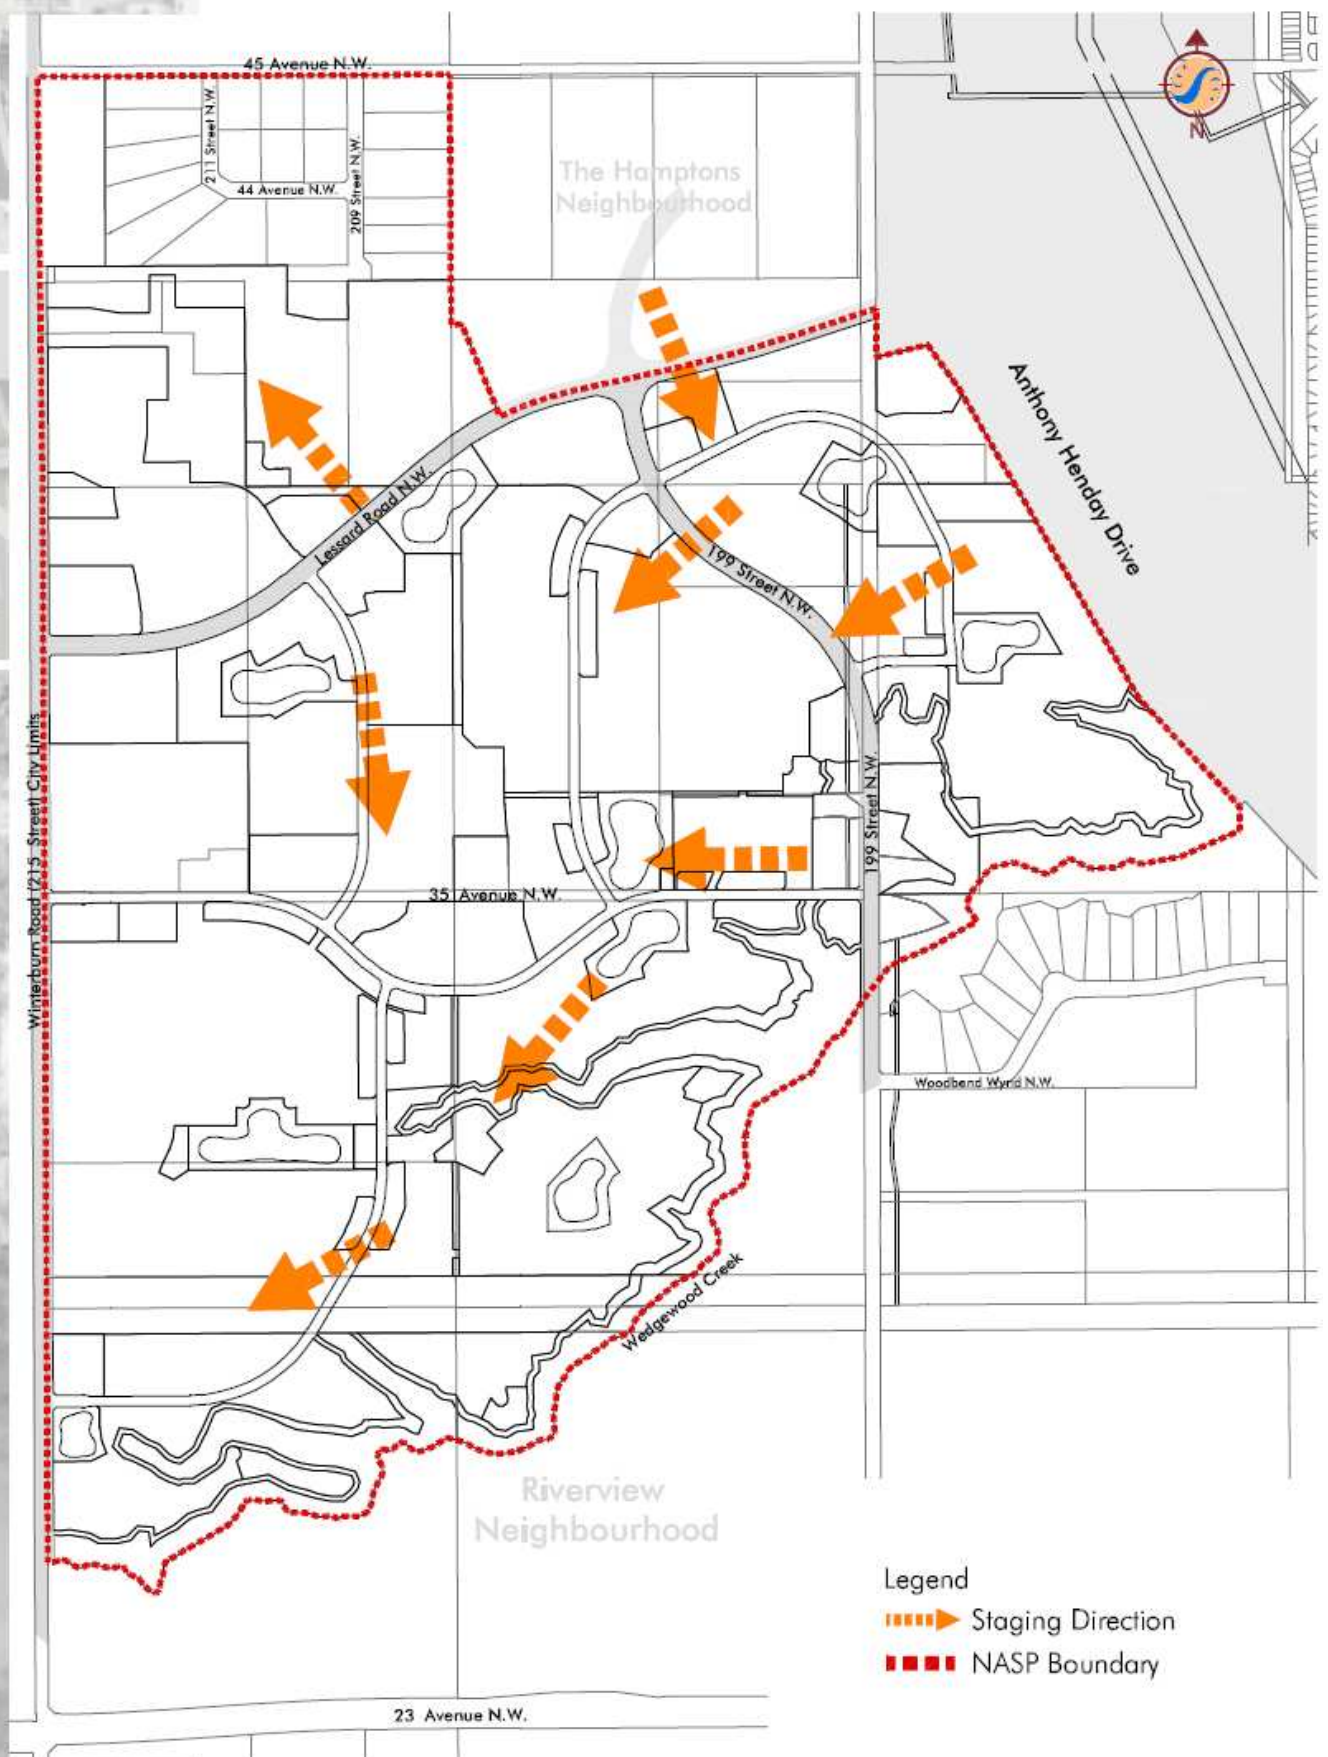 45 Avenue N.W.
211 Street N.W.
44 Avenue N.W.
209 Street N.W.
The Hamptons
Neighbourhood
N
Anthony Henday Drive
Lessard Road N.W.
199 Street N.W.
Winterburn Road (215 Street) City Limits
199 Street N.W.
35 Avenue N.W.
Woodbend Wynd N.W.
Wedgewood Creek
Riverview
Neighbourhood
Legend
Staging Direction
NASP Boundary
23 Avenue N.W.